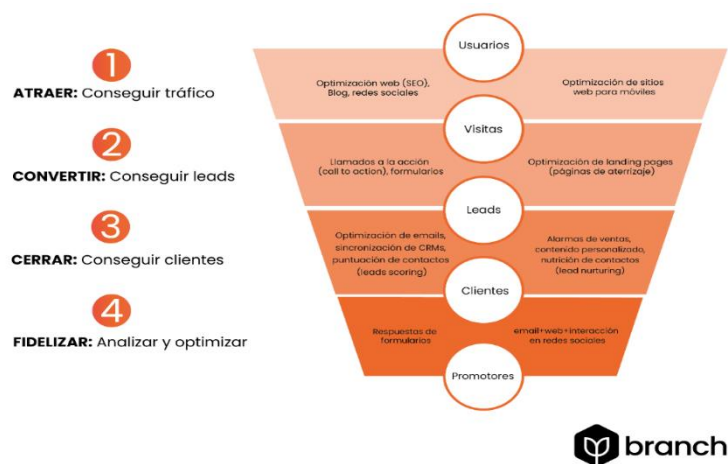 1
ATRAER: Conseguir tráfico
2
CONVERTIR: Conseguir leads
3
CERRAR: Conseguir clientes
4
FIDELIZAR: Analizar y optimizar
Usuarios
Optimización web (SEO),
Blog, redes sociales
Optimización de sitios
web para móviles
Visitas
Llamados a la acción
(call to action), formularios
Optimización de landing pages
(páginas de aterrizaje)
Leads
Optimización de emails,
sincronización de CRMs,
puntuación de contactos
(leads scoring)
Alarmas de ventas,
contenido personalizado,
nutrición de contactos
(lead nurturing)
Clientes
Respuestas de
formularios
email+web+interacción
en redes sociales
Promotores
branch